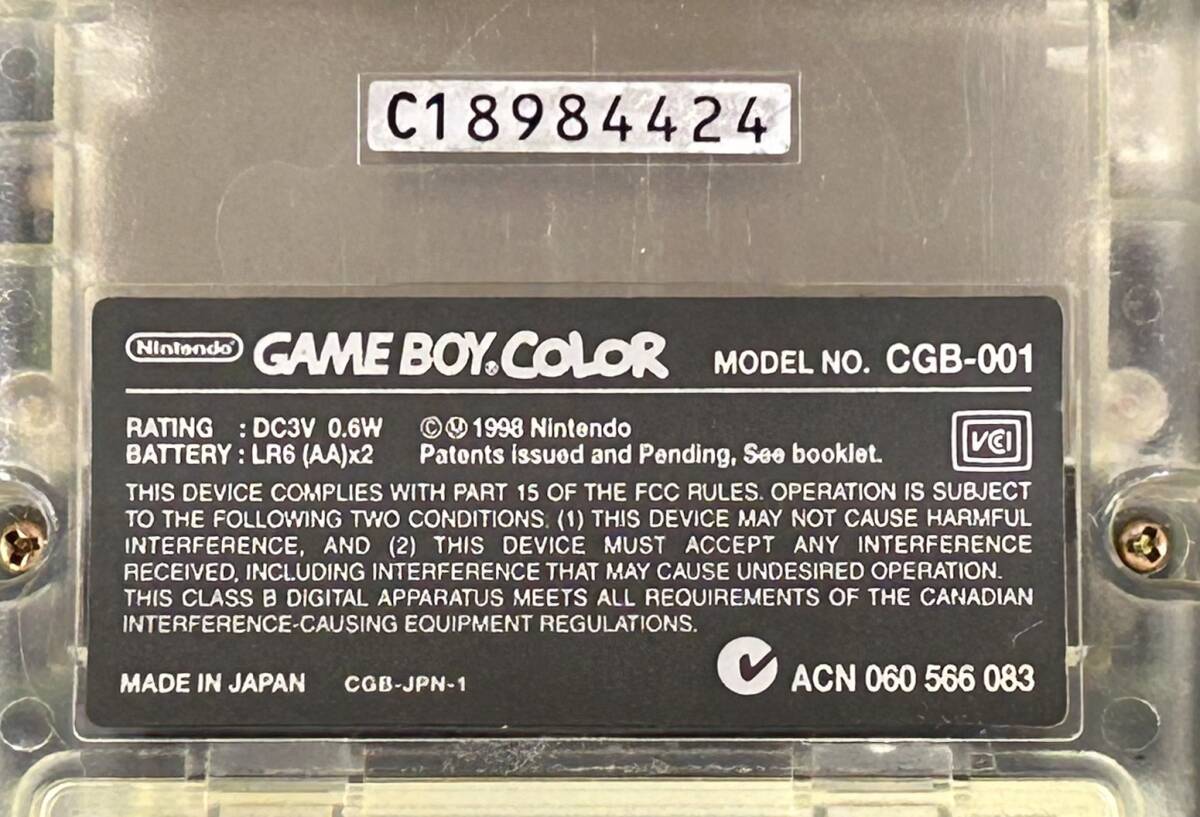 C18984424
Nintendo GAME BOY COLOR MODEL NO. CGB-001
RATING : DC3V 0.6W © Ⓜ 1998 Nintendo
BATTERY : LR6 (AA)x2 Patents Issued and Pending, See booklet.
VCI
THIS DEVICE COMPLIES WITH PART 15 OF THE FCC RULES. OPERATION IS SUBJECT
TO THE FOLLOWING TWO CONDITIONS. (1) THIS DEVICE MAY NOT CAUSE HARMFUL
INTERFERENCE, AND (2) THIS DEVICE MUST ACCEPT ANY INTERFERENCE
RECEIVED, INCLUDING INTERFERENCE THAT MAY CAUSE UNDESIRED OPERATION.
THIS CLASS B DIGITAL APPARATUS MEETS ALL REQUIREMENTS OF THE CANADIAN
INTERFERENCE-CAUSING EQUIPMENT REGULATIONS.
MADE IN JAPAN CGB-JPN-1 ACN 060 566 083